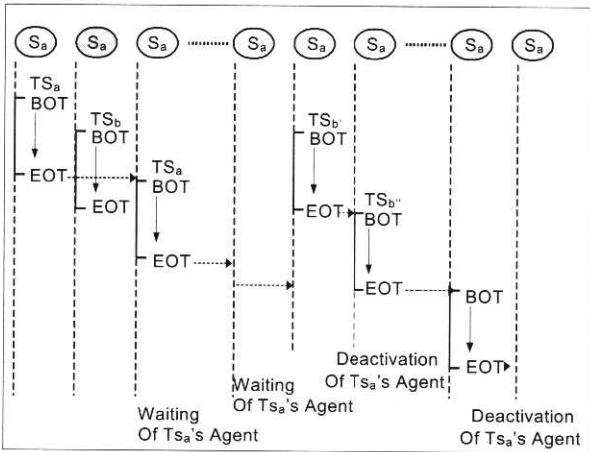 Sa Sa Sa Sa Sa Sa Sa Sa
TSa
BOT
EOT
TSb
BOT
EOT
TSa
BOT
EOT
TSb'
BOT
EOT
TSb''
BOT
EOT
BOT
EOT
Waiting
Of Tsa's Agent
Waiting
Of Tsa's Agent
Deactivation
Of Tsa's Agent
Deactivation
Of Tsa's Agent